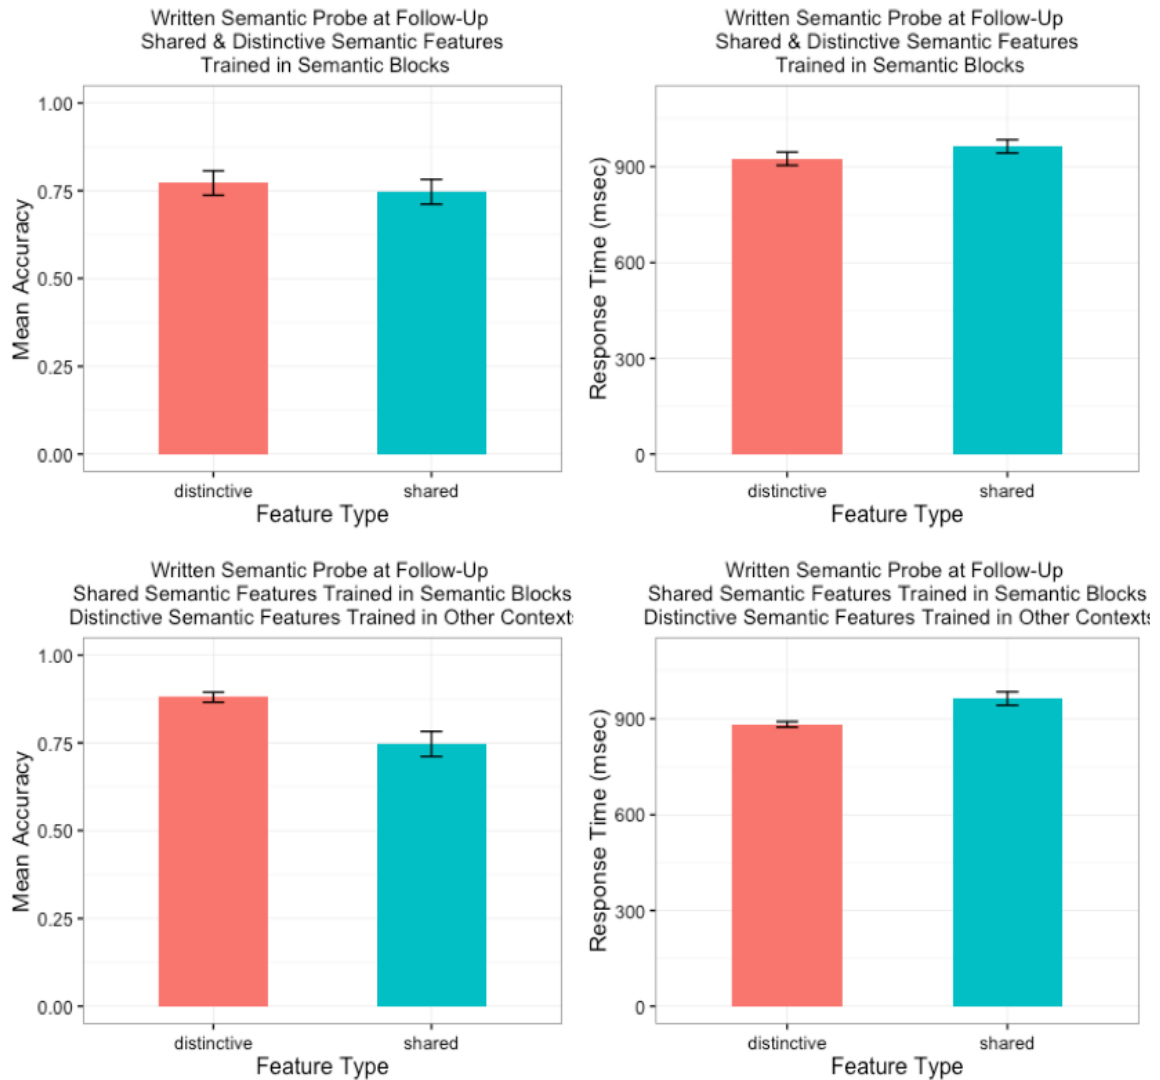 Written Semantic Probe at Follow-Up
Shared & Distinctive Semantic Features
Trained in Semantic Blocks
1.00
0.75
0.50
0.25
0.00
Mean Accuracy
distinctive shared
Feature Type
Written Semantic Probe at Follow-Up
Shared & Distinctive Semantic Features
Trained in Semantic Blocks
900
600
300
0
Response Time (msec)
distinctive shared
Feature Type
Written Semantic Probe at Follow-Up
Shared Semantic Features Trained in Semantic Blocks
Distinctive Semantic Features Trained in Other Contexts
1.00
0.75
0.50
0.25
0.00
Mean Accuracy
distinctive shared
Feature Type
Written Semantic Probe at Follow-Up
Shared Semantic Features Trained in Semantic Blocks
Distinctive Semantic Features Trained in Other Contexts
900
600
300
0
Response Time (msec)
distinctive shared
Feature Type